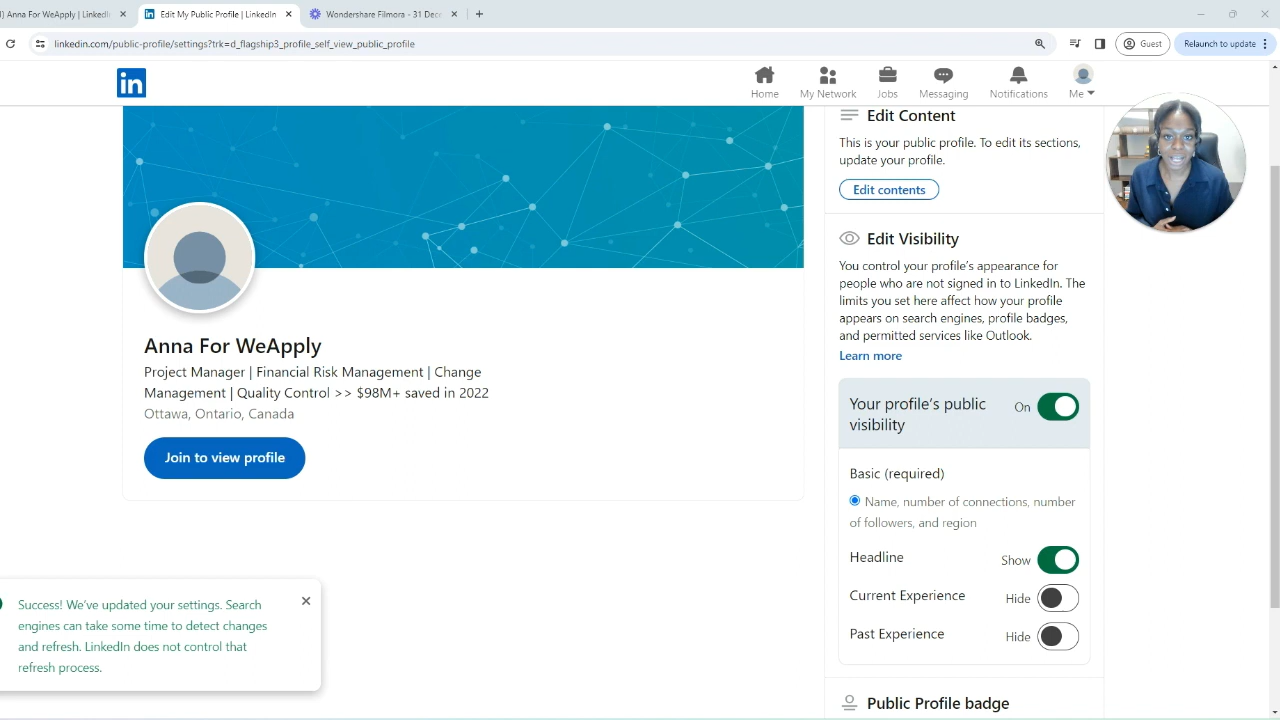 ) Anna For WeApply | LinkedIn
Edit My Public Profile | LinkedIn
Wondershare Filmora - 31 Dec
linkedin.com/public-profile/settings?trk=d_flagship3_profile_self_view_public_profile
Guest
Relaunch to update
in
Home
My Network
Jobs
Messaging
Notifications
Me
Edit Content
This is your public profile. To edit its sections,
update your profile.
Edit contents
Edit Visibility
You control your profile’s appearance for
people who are not signed in to LinkedIn. The
limits you set here affect how your profile
appears on search engines, profile badges,
and permitted services like Outlook.
Learn more
Your profile’s public
visibility
On
Basic (required)
Name, number of connections, number
of followers, and region
Headline
Show
Current Experience
Hide
Past Experience
Hide
Public Profile badge
Anna For WeApply
Project Manager | Financial Risk Management | Change
Management | Quality Control >> $98M+ saved in 2022
Ottawa, Ontario, Canada
Join to view profile
Success! We’ve updated your settings. Search
engines can take some time to detect changes
and refresh. LinkedIn does not control that
refresh process.